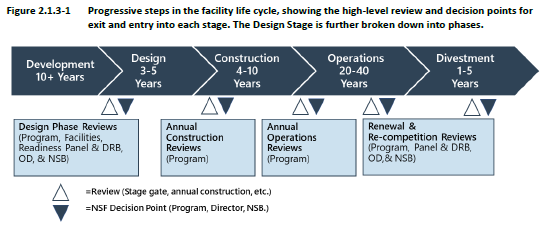 Figure 2.1.3-1 Progressive steps in the facility life cycle, showing the high-level review and decision points for
exit and entry into each stage. The Design Stage is further broken down into phases.
Development
10+ Years
Design
3-5
Years
Construction
4-10
Years
Operations
20-40
Years
Divestment
1-5
Years
Design Phase Reviews
(Program, Facilities,
Readiness Panel & DRB,
OD, & NSB)
Annual
Construction
Reviews
(Program)
Annual
Operations
Reviews
(Program)
Renewal &
Re-competition Reviews
(Program, Panel & DRB,
OD,& NSB)
=Review (Stage gate, annual construction, etc.)
=NSF Decision Point (Program, Director, NSB.)